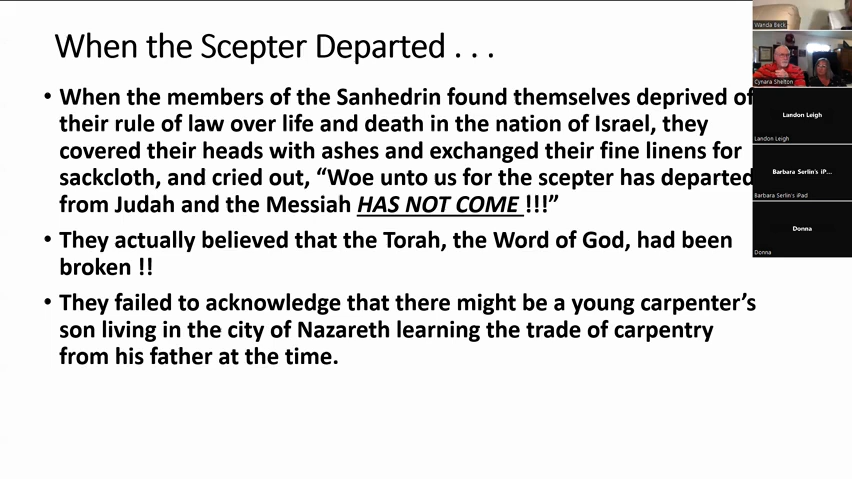 When the Scepter Departed . . .
• When the members of the Sanhedrin found themselves deprived of
their rule of law over life and death in the nation of Israel, they
covered their heads with ashes and exchanged their fine linens for
sackcloth, and cried out, “Woe unto us for the scepter has departed
from Judah and the Messiah HAS NOT COME !!!”
• They actually believed that the Torah, the Word of God, had been
broken !!
• They failed to acknowledge that there might be a young carpenter’s
son living in the city of Nazareth learning the trade of carpentry
from his father at the time.
Wanda Beck
Cynara Shelton
Landon Leigh
Landon Leigh
Barbara Serlin's iP...
Barbara Serlin's iPad
Donna
Donna